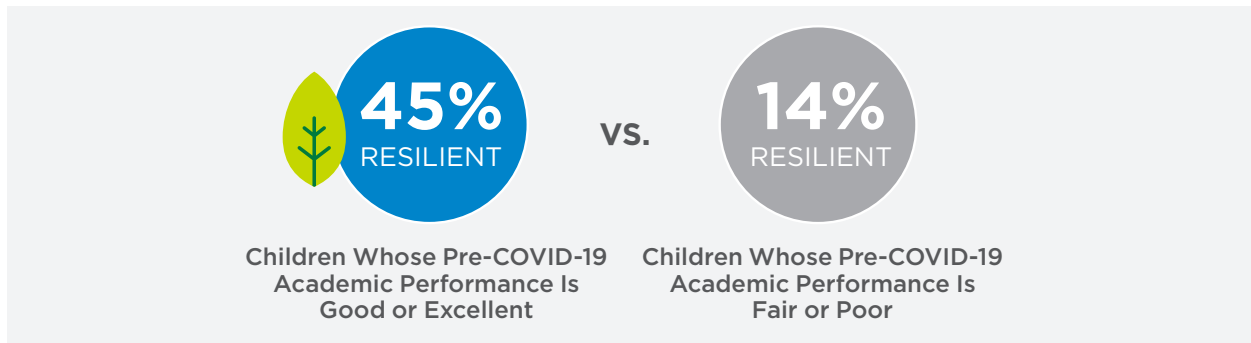 45%
RESILIENT
vs.
14%
RESILIENT
Children Whose Pre-COVID-19
Academic Performance Is
Good or Excellent
Children Whose Pre-COVID-19
Academic Performance Is
Fair or Poor